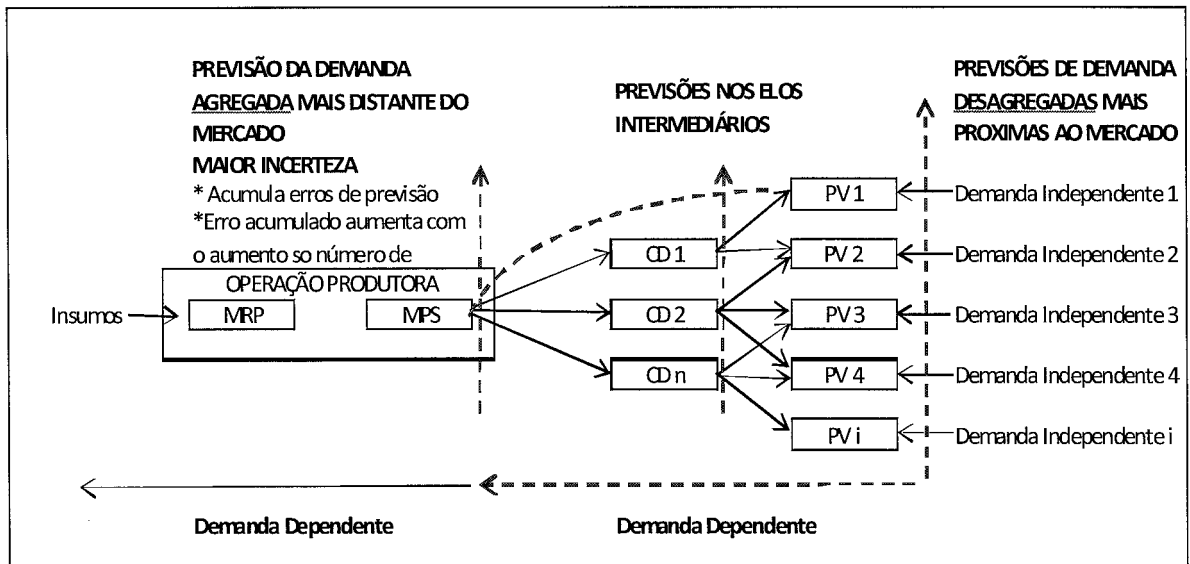 PREVISÃO DA DEMANDA
AGREGADA MAIS DISTANTE DO
MERCADO
MAIOR INCERTEZA
* Acumula erros de previsão
*Erro acumulado aumenta com
o aumento so número de
PREVISÕES NOS ELOS
INTERMEDIÁRIOS
PREVISÕES DE DEMANDA
DESAGREGADAS MAIS
PROXIMAS AO MERCADO
OPERAÇÃO PRODUTORA
Insumos
MRP
MPS
CD 1
CD 2
CD n
PV 1
PV 2
PV 3
PV 4
PV i
Demanda Independente 1
Demanda Independente 2
Demanda Independente 3
Demanda Independente 4
Demanda Independente i
Demanda Dependente
Demanda Dependente